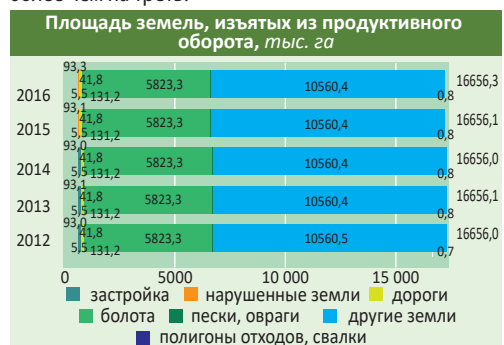 Площадь земель, изъятых из продуктивного
оборота, тыс. га
93,3
2016 5,5 41,8 131,2 5823,3 10560,4 0,8 16656,3
93,1
2015 5,5 41,8 131,2 5823,3 10560,4 0,8 16656,1
93,0
2014 5,5 41,8 131,2 5823,3 10560,4 0,8 16656,0
93,1
2013 5,5 41,8 131,2 5823,3 10560,4 0,8 16656,1
93,0
2012 5,5 41,8 131,2 5823,3 10560,5 0,7 16656,0
0 5000 10 000 15 000
застройка нарушенные земли дороги
болота пески, овраги другие земли
полигоны отходов, свалки